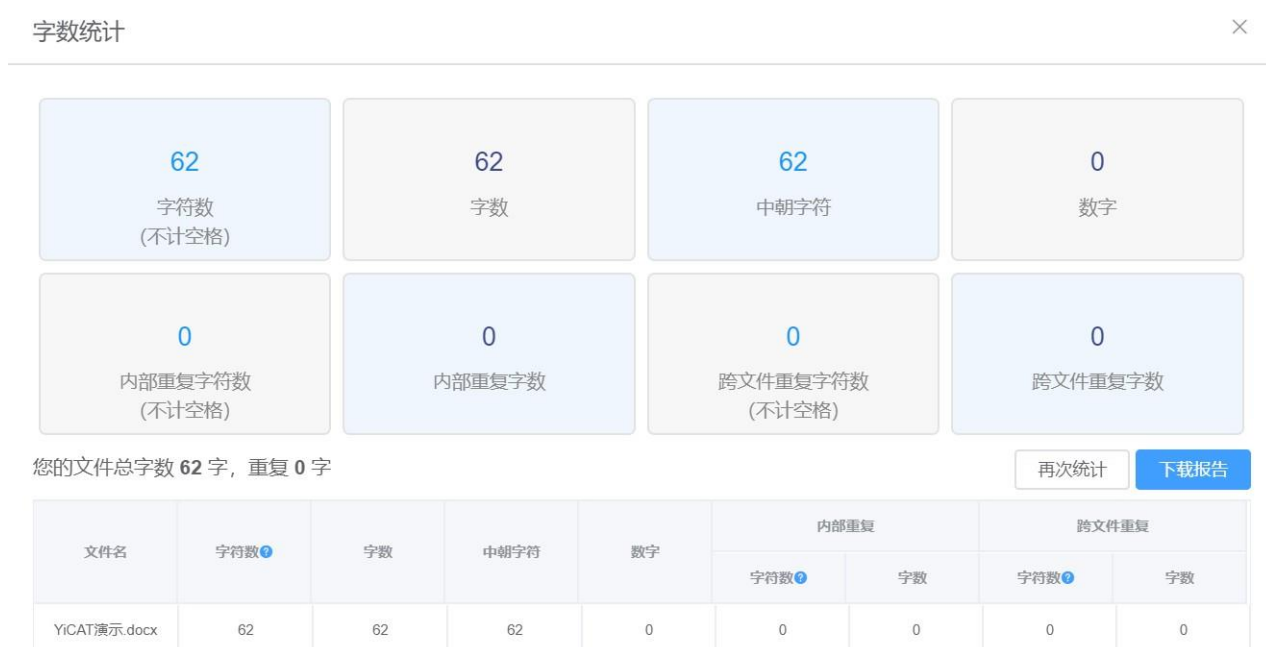 字数统计
62
字符数
(不计空格)
62
字数
62
中朝字符
0
数字
0
内部重复字符数
(不计空格)
0
内部重复字数
0
跨文件重复字符数
(不计空格)
0
跨文件重复字数
您的文件总字数 62 字，重复 0 字
再次统计
下载报告
文件名 字符数? 字数 中朝字符 数字 内部重复 跨文件重复
字符数? 字数 字符数? 字数
YiCAT演示.docx 62 62 62 0 0 0 0 0